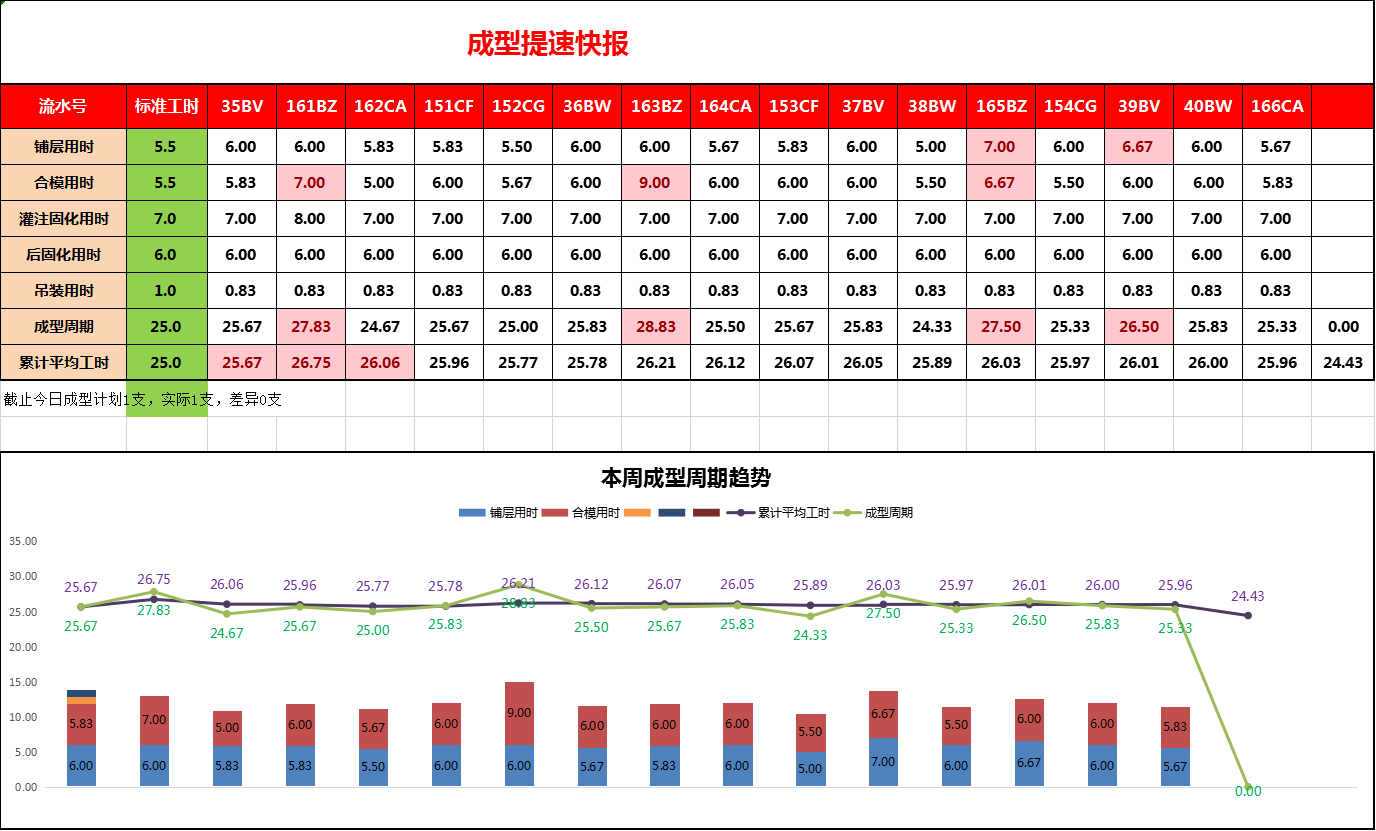 成型提速快报
流水号 标准工时 35BV 161BZ 162CA 151CF 152CG 36BW 163BZ 164CA 153CF 37BV 38BW 165BZ 154CG 39BV 40BW 166CA
铺层用时 5.5 6.00 6.00 5.83 5.83 5.50 6.00 6.00 5.67 5.83 6.00 5.00 7.00 6.00 6.67 6.00 5.67
合模用时 5.5 5.83 7.00 5.00 6.00 5.67 6.00 9.00 6.00 6.00 6.00 5.50 6.67 5.50 6.00 6.00 5.83
灌注固化用时 7.0 7.00 8.00 7.00 7.00 7.00 7.00 7.00 7.00 7.00 7.00 7.00 7.00 7.00 7.00 7.00 7.00
后固化用时 6.0 6.00 6.00 6.00 6.00 6.00 6.00 6.00 6.00 6.00 6.00 6.00 6.00 6.00 6.00 6.00 6.00
吊装用时 1.0 0.83 0.83 0.83 0.83 0.83 0.83 0.83 0.83 0.83 0.83 0.83 0.83 0.83 0.83 0.83 0.83
成型周期 25.0 25.67 27.83 24.67 25.67 25.00 25.83 28.83 25.50 25.67 25.83 24.33 27.50 25.33 26.50 25.83 25.33 0.00
累计平均工时 25.0 25.67 26.75 26.06 25.96 25.77 25.78 26.21 26.12 26.07 26.05 25.89 26.03 25.97 26.01 26.00 25.96 24.43
截止今日成型计划1支，实际1支，差异0支
本周成型周期趋势
铺层用时 合模用时 累计平均工时 成型周期
35.00
30.00
25.67 26.75 26.06 25.96 25.77 25.78 26.21 26.12 26.07 26.05 25.89 26.03 25.97 26.01 26.00 25.96 24.43
25.00
25.67 27.83 24.67 25.67 25.00 25.83 28.83 25.50 25.67 25.83 24.33 27.50 25.33 26.50 25.83 25.33 0.00
20.00
15.00
10.00
5.83 7.00 5.00 6.00 5.67 6.00 9.00 6.00 6.00 6.00 5.50 6.67 5.50 6.00 6.00 5.83
5.00
6.00 6.00 5.83 5.83 5.50 6.00 6.00 5.67 5.83 6.00 5.00 7.00 6.00 6.67 6.00 5.67
0.00